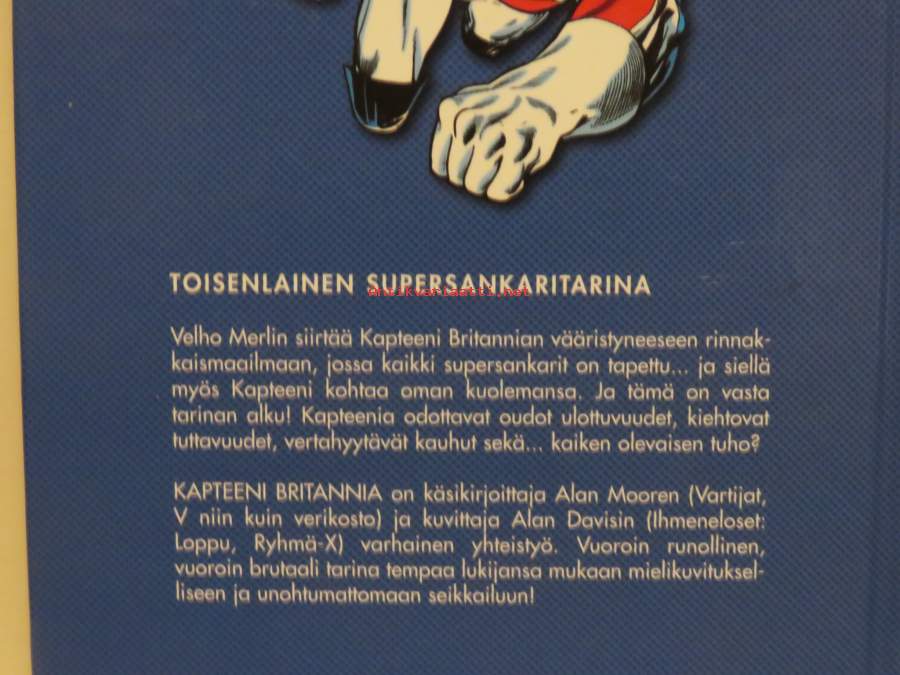 TOISENLAINEN SUPERSANKARITARINA
antikvariaatti.net
Velho Merlin siirtää Kapteeni Britannian vääristyneeseen rinnak-
kaismaailmaan, jossa kaikki supersankarit on tapettu... ja siellä
myös Kapteeni kohtaa oman kuolemansa. Ja tämä on vasta
tarinan alku! Kapteenia odottavat oudot ulottuvuudet, kiehtovat
tuttavuudet, vertahyytävät kauhut sekä... kaiken olevaisen tuho?
KAPTEENI BRITANNIA on käsikirjoittaja Alan Mooren (Vartijat,
V niin kuin verikosto) ja kuvittaja Alan Davisin (Ihmeneloset:
Loppu, Ryhmä-X) varhainen yhteistyö. Vuoroin runollinen,
vuoroin brutaali tarina tempaa lukijansa mukaan mielikuvituksel-
liseen ja unohtumattomaan seikkailuun!